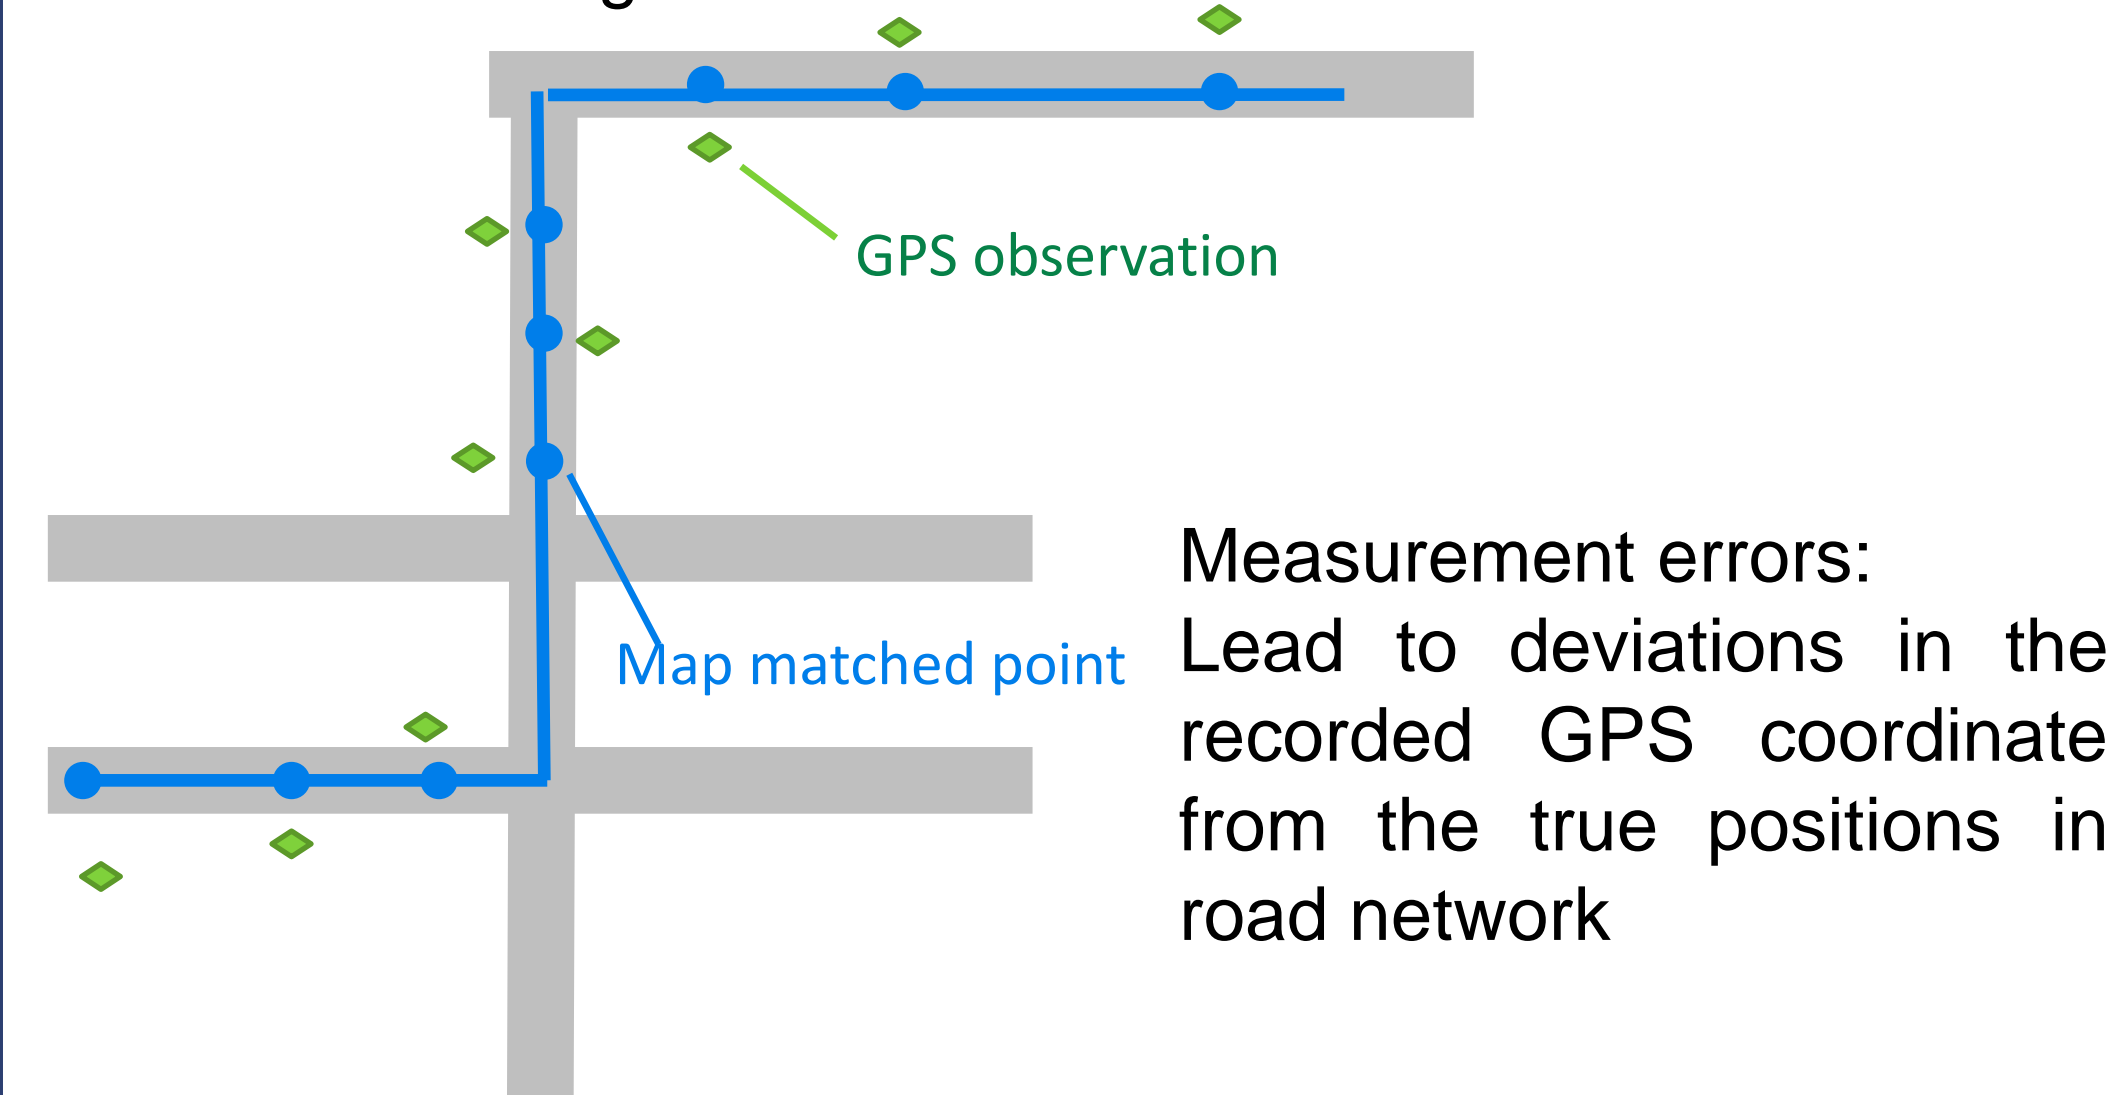 GPS observation
Map matched point
Measurement errors:
Lead to deviations in the
recorded GPS coordinate
from the true positions in
road network